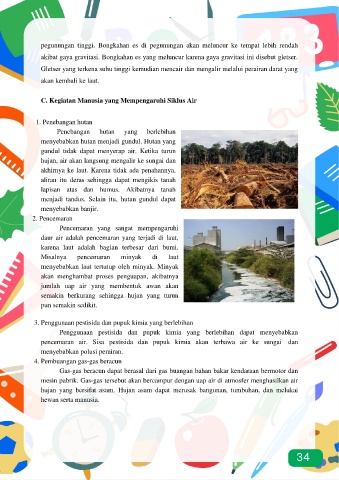 pegunungan tinggi. Bongkahan es di pegunungan akan meluncur ke tempat lebih rendah
akibat gaya gravitasi. Bongkahan es yang meluncur karena gaya gravitasi ini disebut gletser.
Gletser yang terkena suhu tinggi kemudian mencair dan mengalir melalui perairan darat yang
akan kembali ke laut.
C. Kegiatan Manusia yang Mempengaruhi Siklus Air
1. Penebangan hutan
Penebangan hutan yang berlebihan
menyebabkan hutan menjadi gundul. Hutan yang
gundul tidak dapat menyerap air. Ketika turun
hujan, air akan langsung mengalir ke sungai dan
akhirnya ke laut. Karena tidak ada penahannya,
aliran itu deras sehingga dapat mengikis tanah
lapisan atas dan humus. Akibatnya tanah
menjadi tandus. Selain itu, hutan gundul dapat
menyebabkan banjir.
2. Pencemaran
Pencemaran yang sangat mempengaruhi
daur air adalah pencemaran yang terjadi di laut,
karena laut adalah bagian terbesar dari bumi.
Misalnya pencemaran minyak di laut
menyebabkan laut tertutup oleh minyak. Minyak
akan menghambat proses penguapan, akibatnya
jumlah uap air yang membentuk awan akan
semakin berkurang sehingga hujan yang turun
pun semakin sedikit.
3. Penggunaan pestisida dan pupuk kimia yang berlebihan
Penggunaan pestisida dan pupuk kimia yang berlebihan dapat menyebabkan
pencemaran air. Sisa pestisida dan pupuk kimia akan terbawa air ke sungai dan
menyebabkan polusi perairan.
4. Pembuangan gas-gas beracun
Gas-gas beracun dapat berasal dari gas buangan bahan bakar kendaraan bermotor dan
mesin pabrik. Gas-gas tersebut akan bercampur dengan uap air di atmosfer menghasilkan air
hujan yang bersifat asam. Hujan asam dapat merusak bangunan, tumbuhan, dan melukai
hewan serta manusia.
34